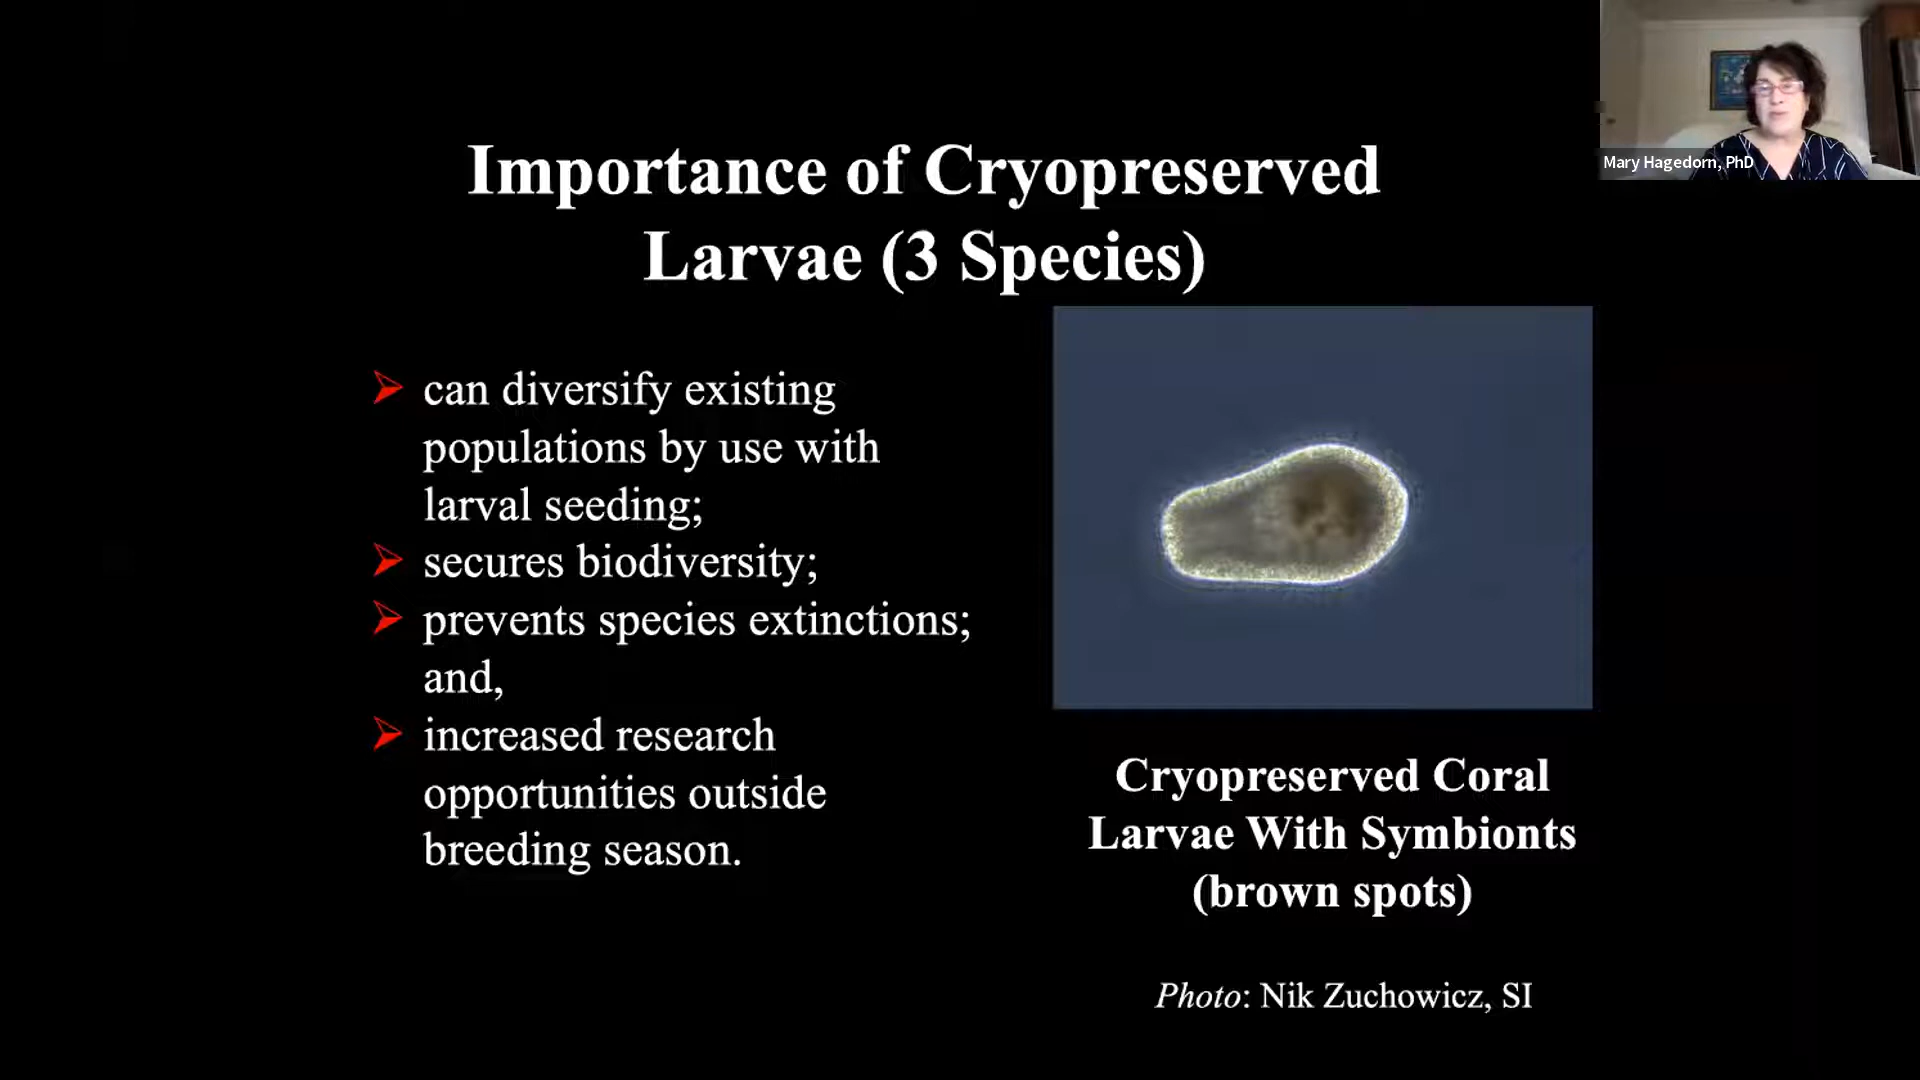 Importance of Cryopreserved
Larvae (3 Species)
can diversify existing
populations by use with
larval seeding;
secures biodiversity;
prevents species extinctions;
and,
increased research
opportunities outside
breeding season.
Cryopreserved Coral
Larvae With Symbionts
(brown spots)
Photo: Nik Zuchowicz, SI
Mary Hagedorn, PhD